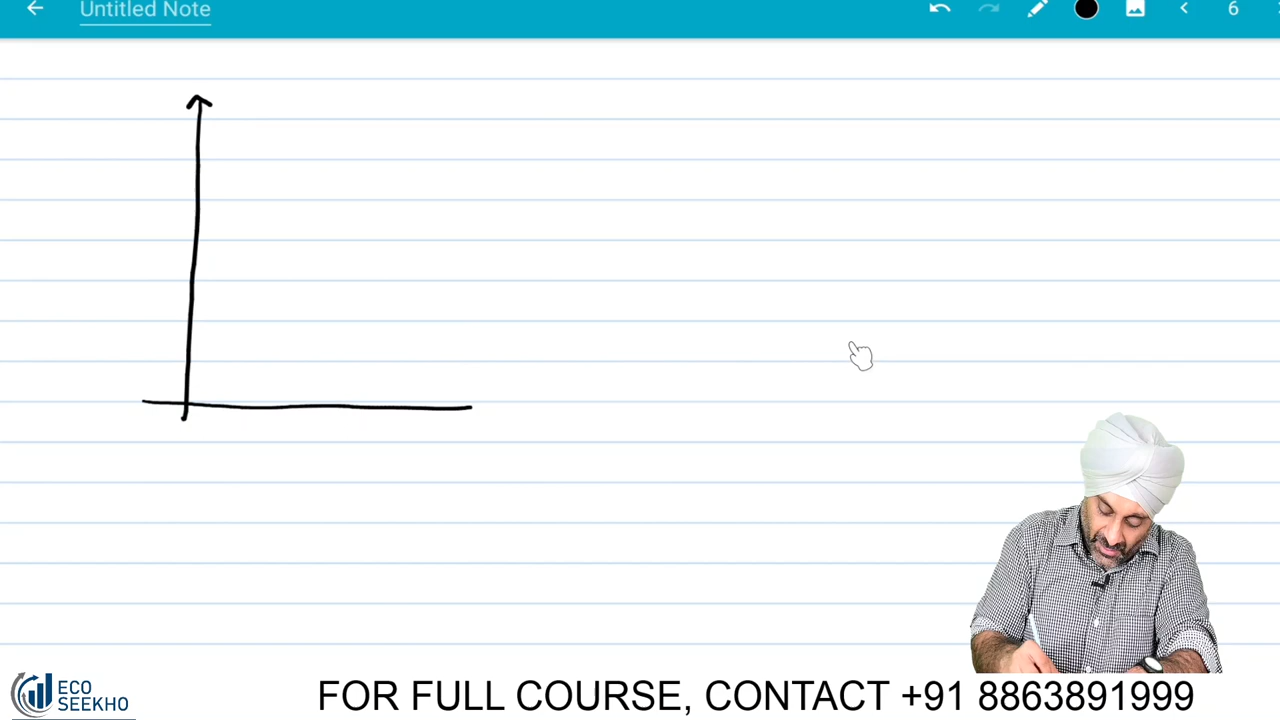 Untitled Note
6
ECO
SEEKHO
FOR FULL COURSE, CONTACT +91 8863891999